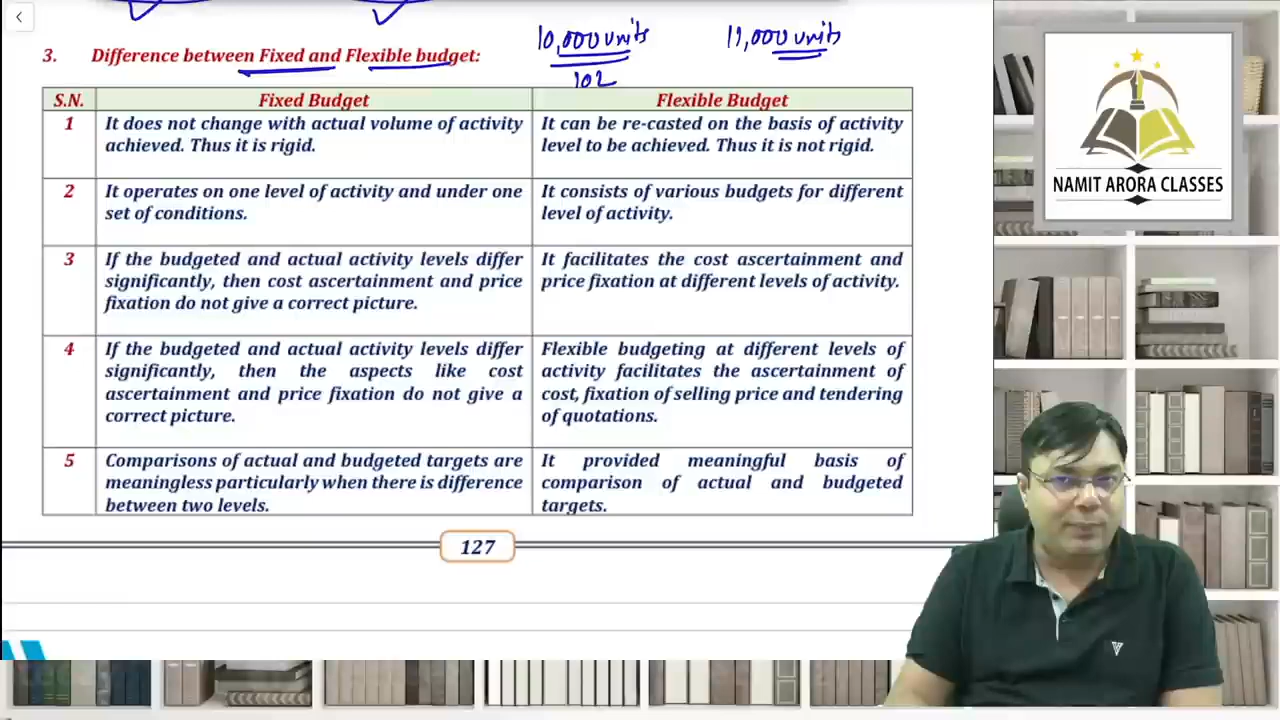 10,000 units 11,000 units
3. Difference between Fixed and Flexible budget:
102
S.N. Fixed Budget Flexible Budget
1 It does not change with actual volume of activity It can be re-casted on the basis of activity
achieved. Thus it is rigid. level to be achieved. Thus it is not rigid.
2 It operates on one level of activity and under one It consists of various budgets for different
set of conditions. level of activity.
3 If the budgeted and actual activity levels differ It facilitates the cost ascertainment and
significantly, then cost ascertainment and price price fixation at different levels of activity.
fixation do not give a correct picture.
4 If the budgeted and actual activity levels differ Flexible budgeting at different levels of
significantly, then the aspects like cost activity facilitates the ascertainment of
ascertainment and price fixation do not give a cost, fixation of selling price and tendering
correct picture. of quotations.
5 Comparisons of actual and budgeted targets are It provided meaningful basis of
meaningless particularly when there is difference comparison of actual and budgeted
between two levels. targets.
127
NAMIT ARORA CLASSES